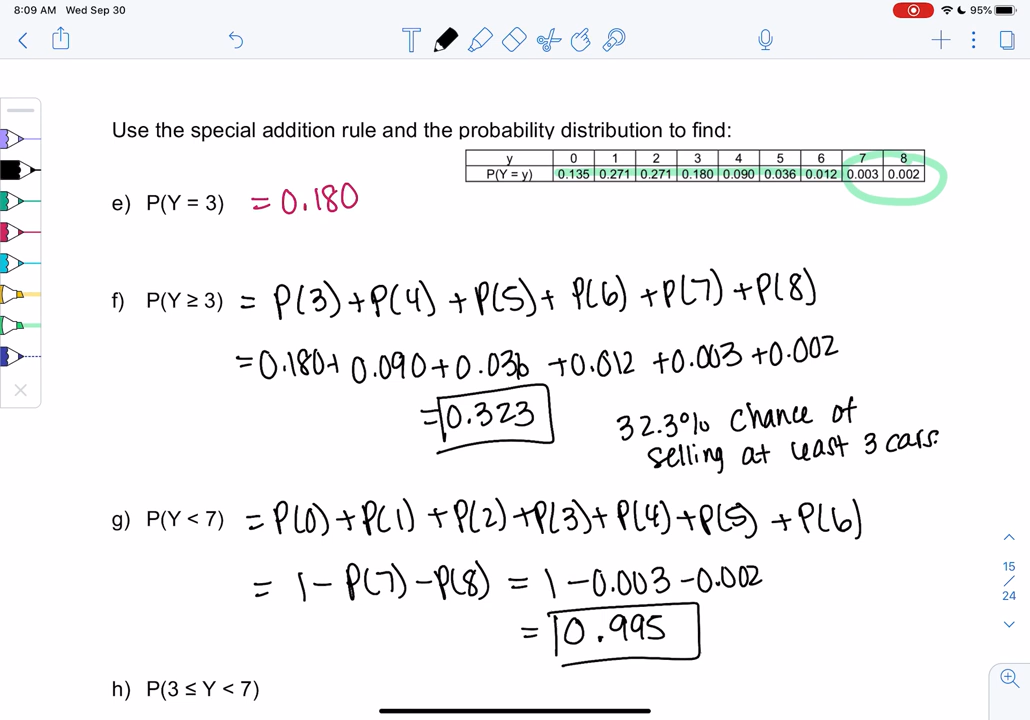 8:09 AM Wed Sep 30
95%
T
Use the special addition rule and the probability distribution to find:
y 0 1 2 3 4 5 6 7 8
P(Y = y) 0.135 0.271 0.271 0.180 0.090 0.036 0.012 0.003 0.002
e) P(Y = 3) = 0.180
f) P(Y ≥ 3) = P(3) + P(4) + P(5) + P(6) + P(7) + P(8)
= 0.180 + 0.090 + 0.036 + 0.012 + 0.003 + 0.002
= 0.323
32.3% chance of
selling at least 3 cars.
g) P(Y < 7) = P(0) + P(1) + P(2) + P(3) + P(4) + P(5) + P(6)
= 1 - P(7) - P(8) = 1 - 0.003 - 0.002
= 0.995
h) P(3 ≤ Y < 7)
15
/
24